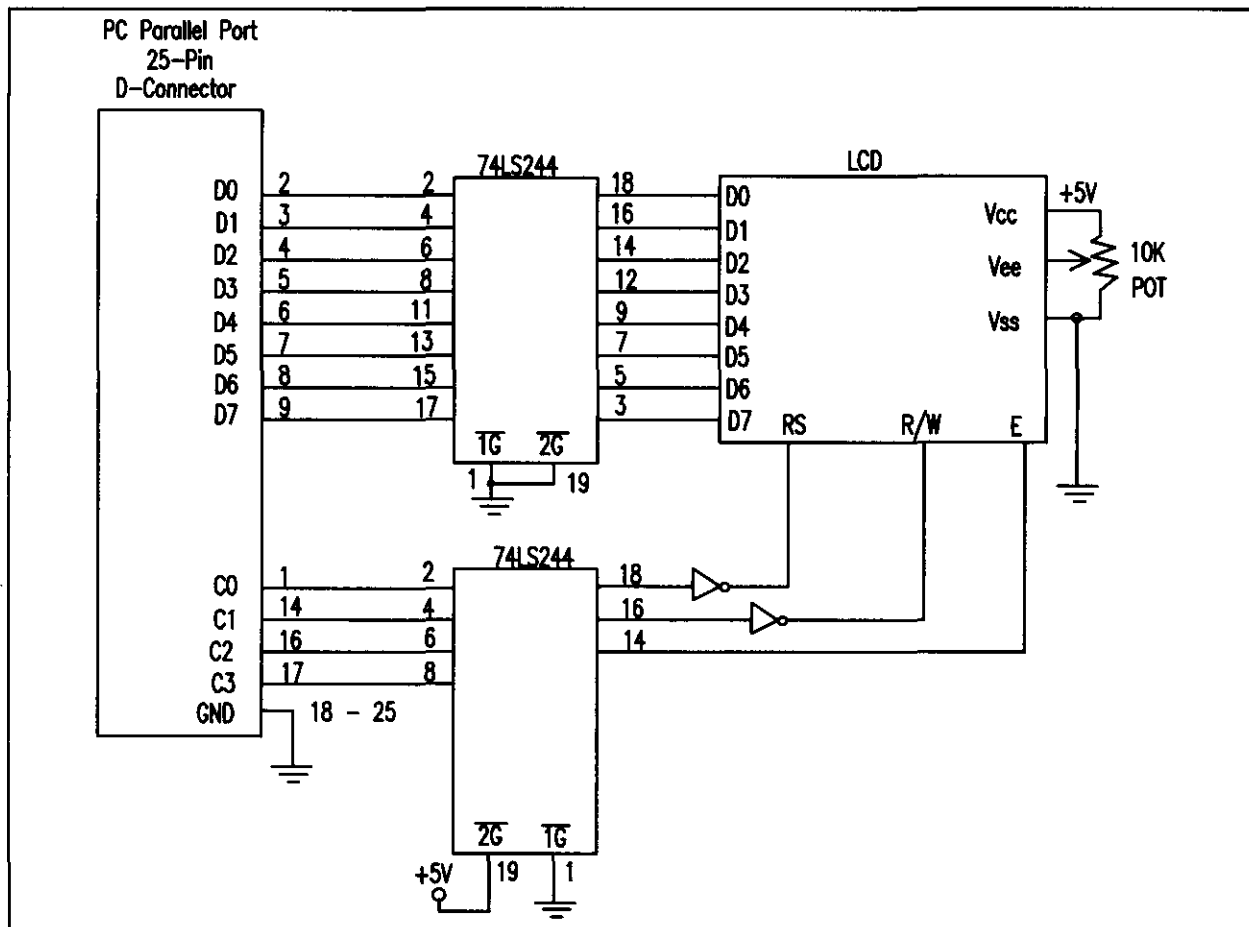 PC Parallel Port
25-Pin
D-Connector
74LS244
LCD
D0 2 2 18 D0
D1 3 4 16 D1
D2 4 6 14 D2
D3 5 8 12 D3
D4 6 11 9 D4
D5 7 13 7 D5
D6 8 15 5 D6
D7 9 17 3 D7
1G 2G
1 19
RS R/W E
Vcc +5V
Vee 10K
POT
Vss
74LS244
C0 1 2 18
C1 14 4 16
C2 16 6 14
C3 17 8
GND 18 - 25
2G 1G
+5V 19 1